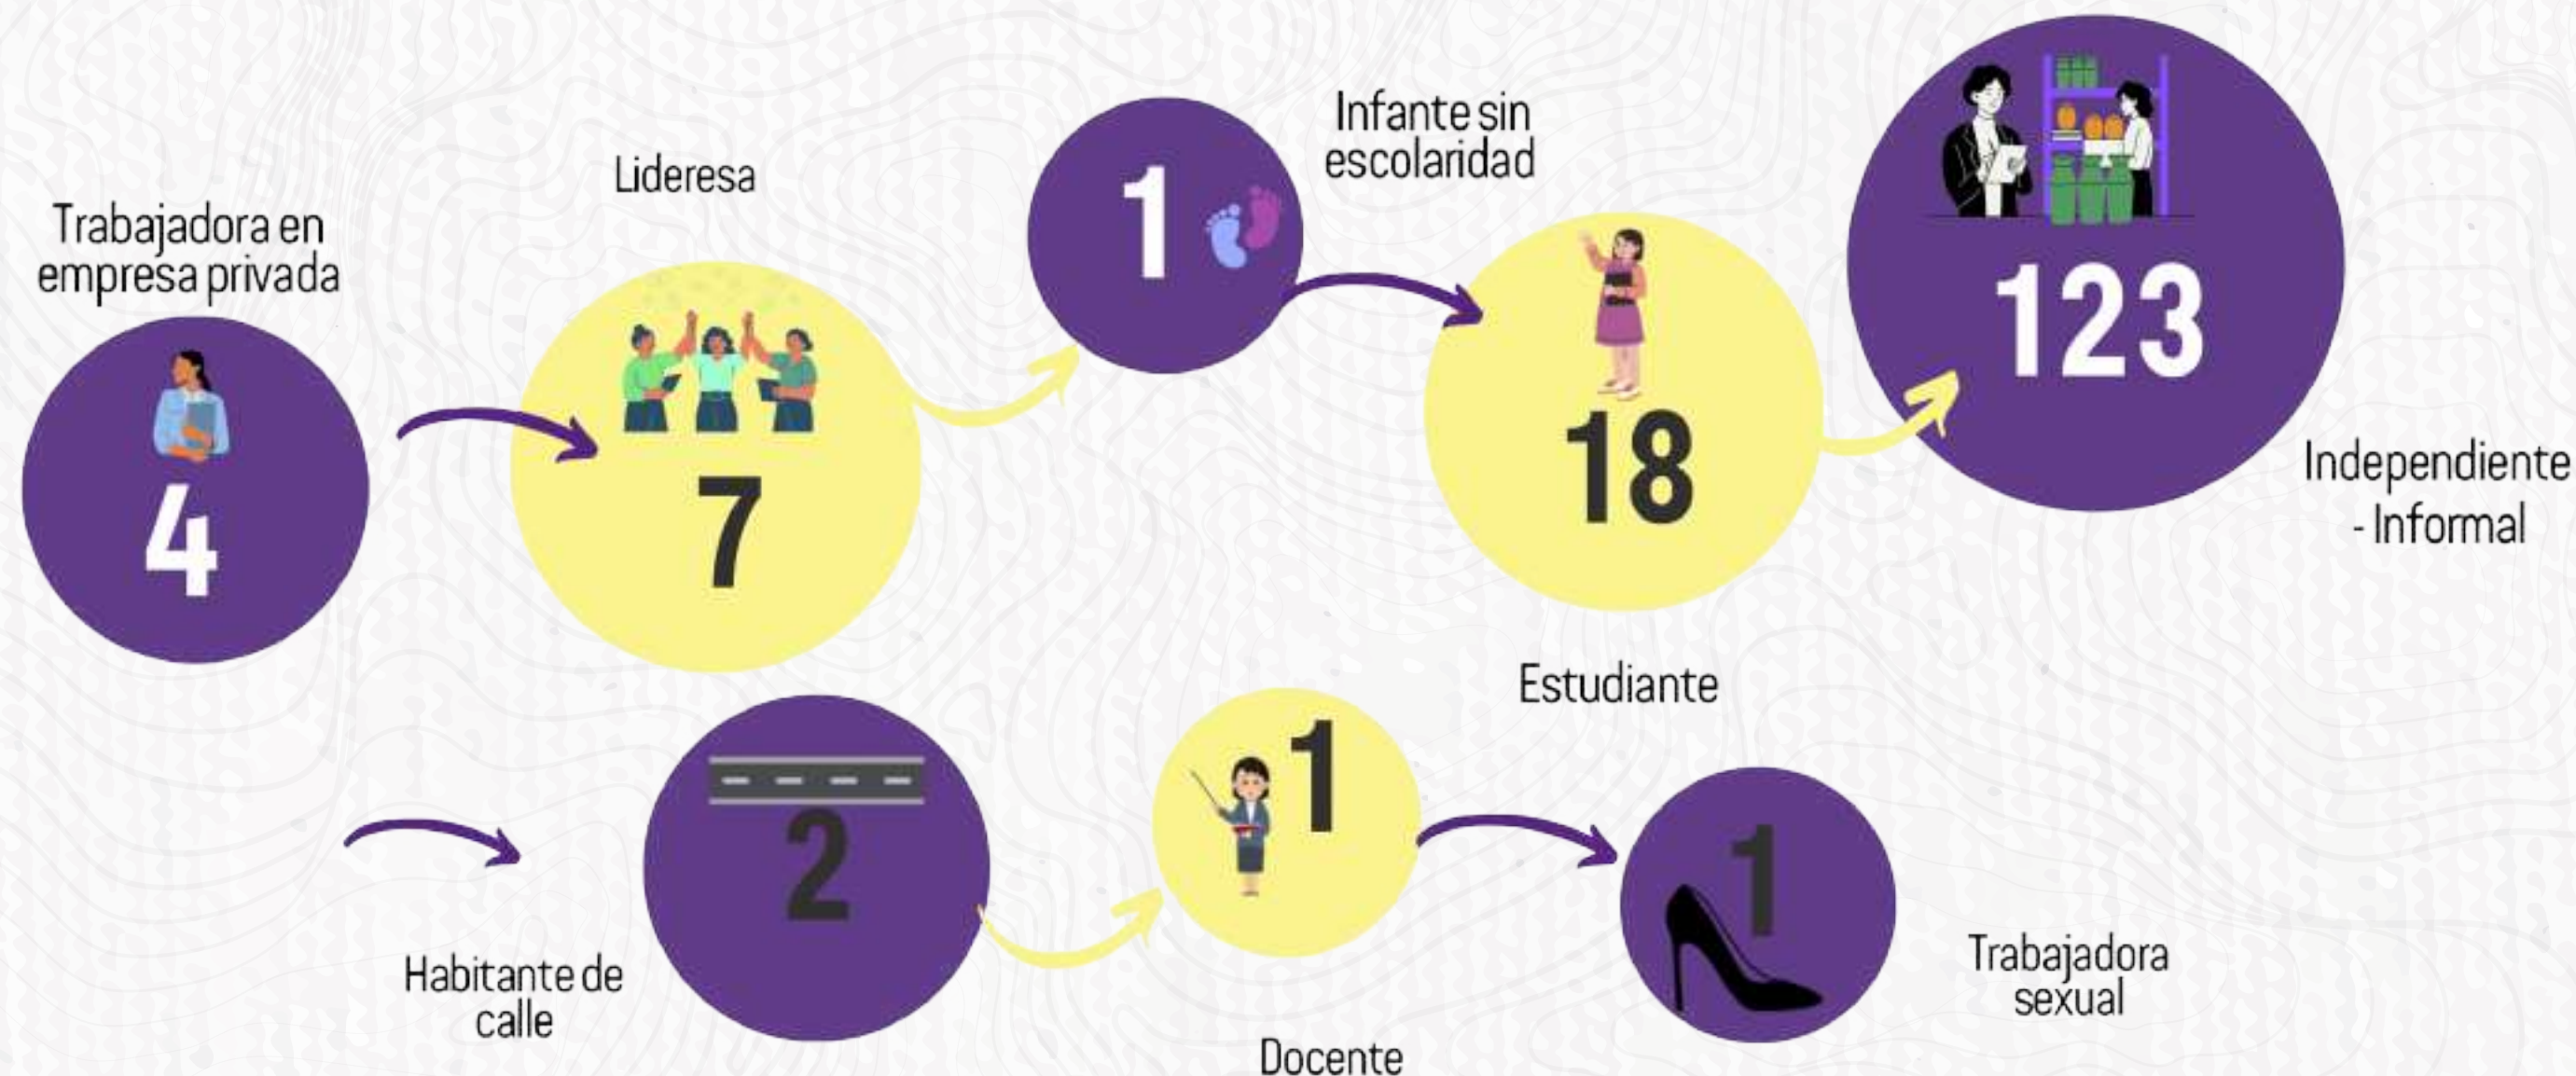 Trabajadora en
empresa privada
4
Lideresa
7
1
Infante sin
escolaridad
18
Estudiante
123
Independiente
- Informal
Habitante de
calle
2
1
Docente
1
Trabajadora
sexual